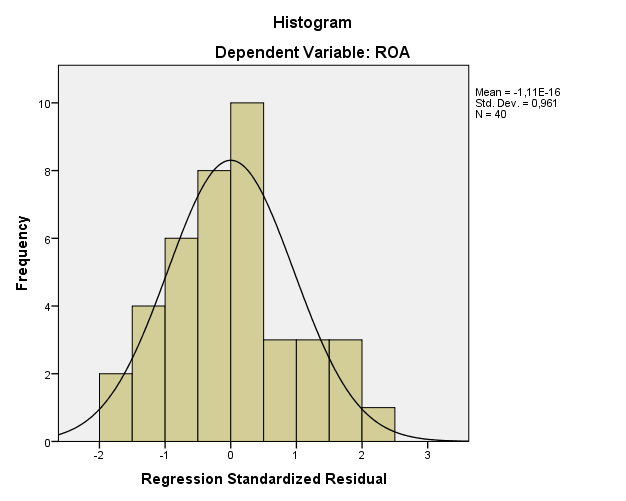 Histogram
Dependent Variable: ROA
Mean = -1,11E-16
Std. Dev. = 0,961
N = 40
Frequency
10
8
6
4
2
0
-2 -1 0 1 2 3
Regression Standardized Residual